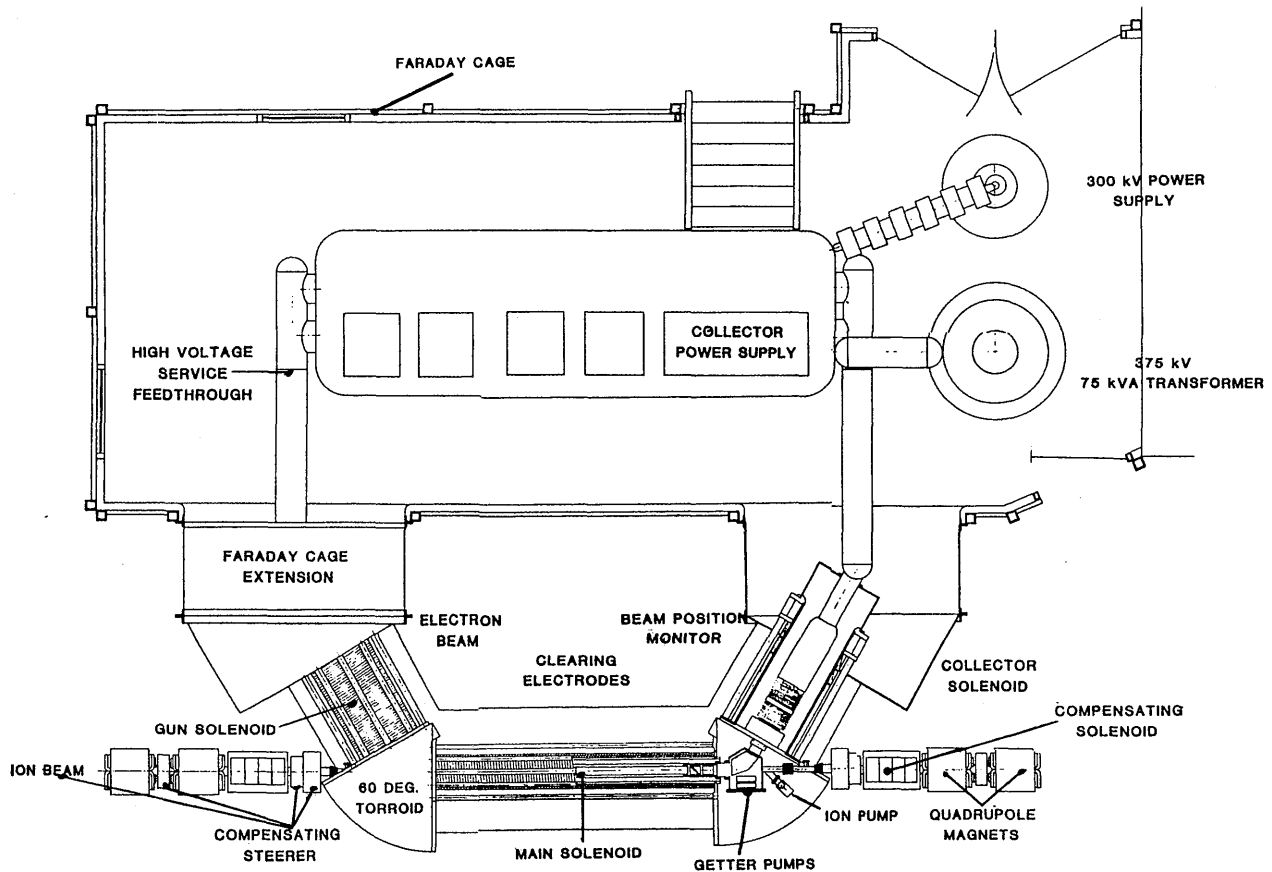 FARADAY CAGE
300 kV POWER
SUPPLY
COLLECTOR
POWER SUPPLY
HIGH VOLTAGE
SERVICE
FEEDTHROUGH
375 kV
75 kVA TRANSFORMER
FARADAY CAGE
EXTENSION
ELECTRON
BEAM
BEAM POSITION
MONITOR
CLEARING
ELECTRODES
COLLECTOR
SOLENOID
GUN SOLENOID
COMPENSATING
SOLENOID
ION BEAM
60 DEG.
TORROID
COMPENSATING
STEERER
MAIN SOLENOID
GETTER PUMPS
ION PUMP
QUADRUPOLE
MAGNETS